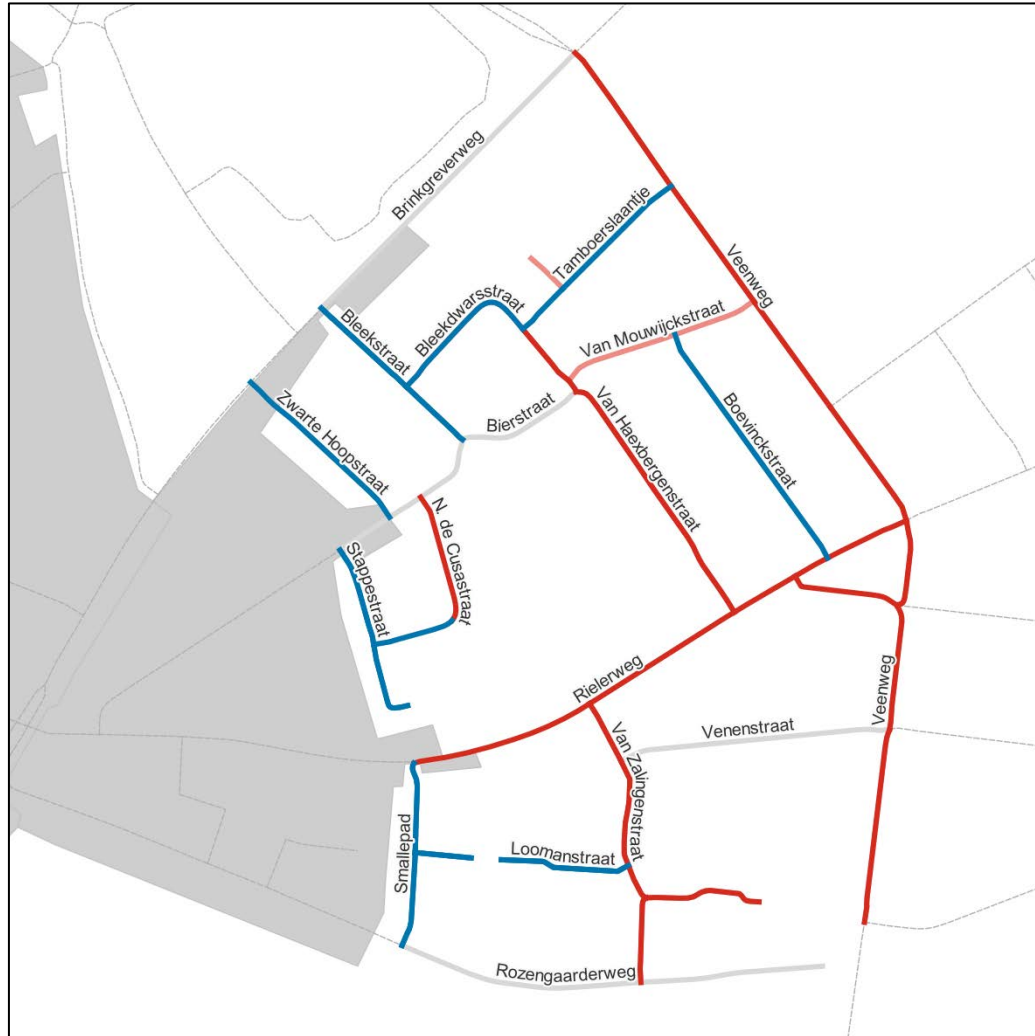 Brinkgreverweg
Tamboerslaantje
Veenweg
Bleekdwarsstraat
Bleekstraat
Van Mouwijckstraat
Zwarte Hoopstraat
Bierstraat
Van Haexbergenstraat
Boevinckstraat
N. de Cusastraat
Stappestraat
Rielerweg
Veenweg
Venenstraat
Van Zalingenstraat
Smallepad
Loomanstraat
Rozengaarderweg